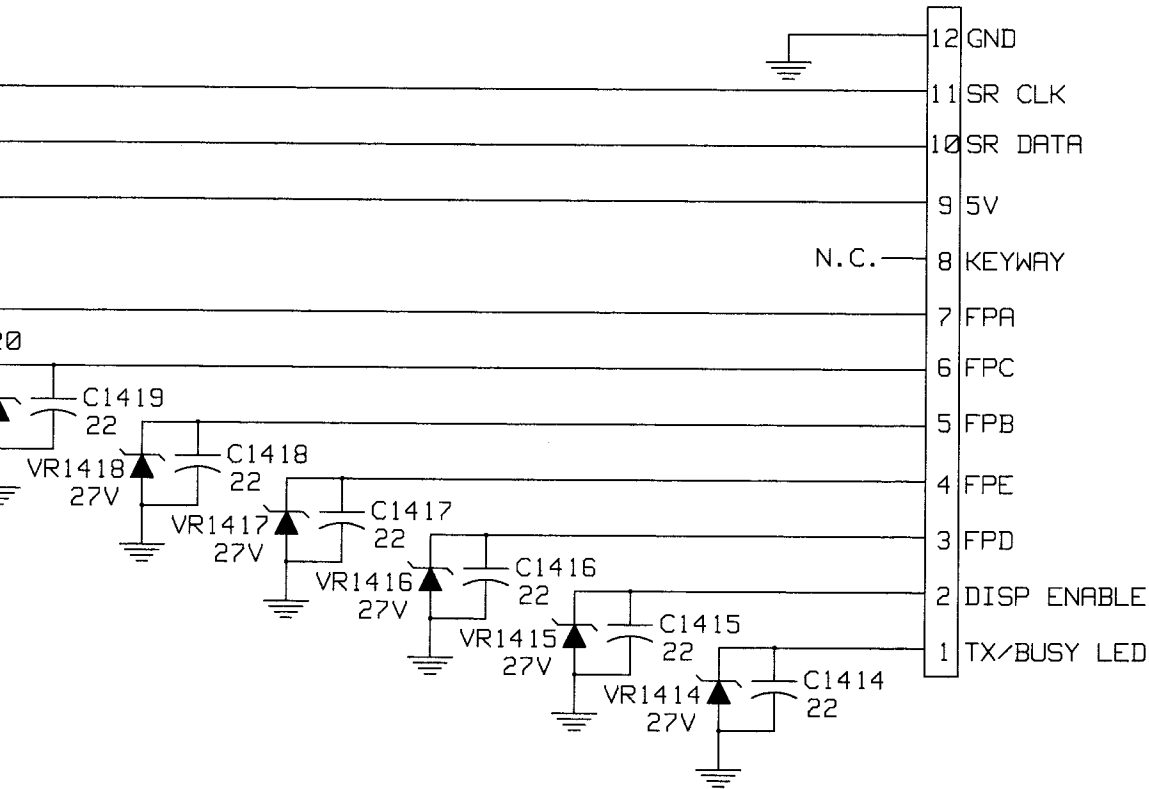 12 GND
11 SR CLK
10 SR DATA
9 5V
N.C. 8 KEYWAY
7 FPA
20
6 FPC
C1419
22
5 FPB
VR1418
27V
C1418
22
4 FPE
VR1417
27V
C1417
22
3 FPD
VR1416
27V
C1416
22
2 DISP ENABLE
VR1415
27V
C1415
22
1 TX/BUSY LED
VR1414
27V
C1414
22